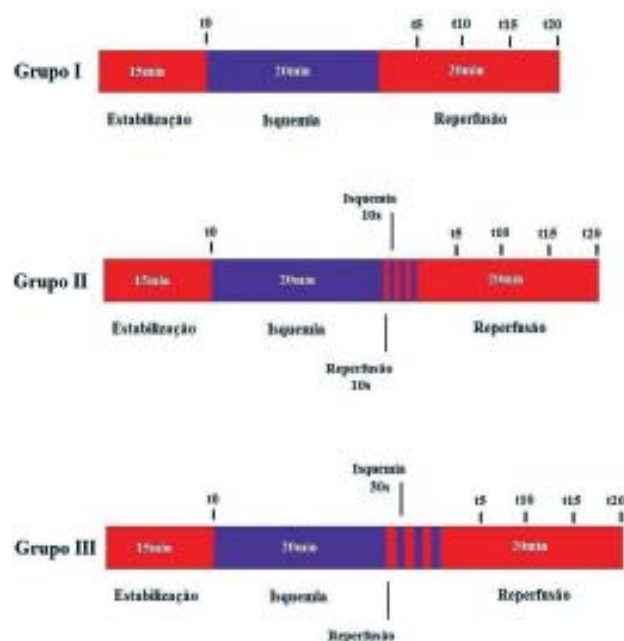 t0 t5 t10 t15 t20
Grupo I 15min 20min 20min
Estabilização Isquemia Reperfusão
Isquemia
10s
t0 t5 t10 t15 t20
Grupo II 15min 20min 20min
Estabilização Isquemia Reperfusão
Reperfusão
10s
Isquemia
30s
t0 t5 t10 t15 t20
Grupo III 15min 20min 20min
Estabilização Isquemia Reperfusão
Reperfusão